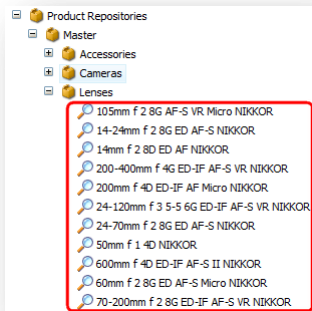 Product Repositories
Master
Accessories
Cameras
Lenses
105mm f 2 8G AF-S VR Micro NIKKOR
14-24mm f 2 8G ED AF-S NIKKOR
14mm f 2 8D ED AF NIKKOR
200-400mm f 4G ED-IF AF-S VR NIKKOR
200mm f 4D ED-IF AF Micro NIKKOR
24-120mm f 3 5-5 6G ED-IF AF-S VR NIKKOR
24-70mm f 2 8G ED AF-S NIKKOR
50mm f 1 4D NIKKOR
600mm f 4D ED-IF AF-S II NIKKOR
60mm f 2 8G ED AF-S Micro NIKKOR
70-200mm f 2 8G ED-IF AF-S VR NIKKOR